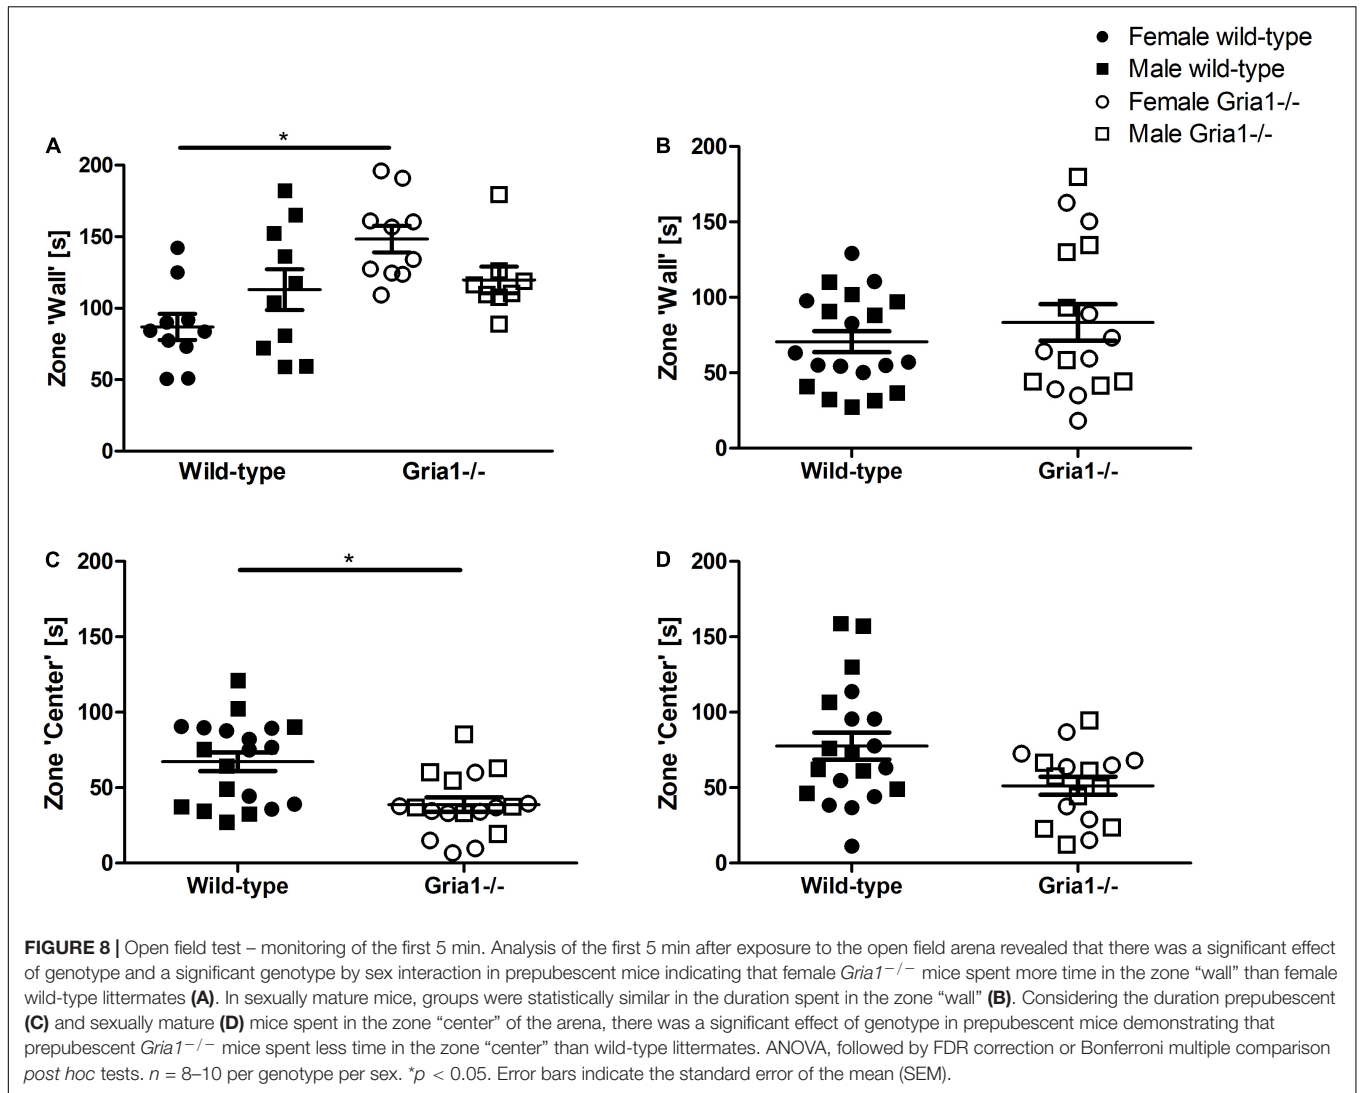 Female wild-type
Male wild-type
Female Gria1-/-
Male Gria1-/-
A
*
Zone 'Wall' [s]
200
150
100
50
0
Wild-type
Gria1-/-
B
Zone 'Wall' [s]
200
150
100
50
0
Wild-type
Gria1-/-
C
*
Zone 'Center' [s]
200
150
100
50
0
Wild-type
Gria1-/-
D
Zone 'Center' [s]
200
150
100
50
0
Wild-type
Gria1-/-
FIGURE 8 | Open field test – monitoring of the first 5 min. Analysis of the first 5 min after exposure to the open field arena revealed that there was a significant effect
of genotype and a significant genotype by sex interaction in prepubescent mice indicating that female Gria1−/− mice spent more time in the zone “wall” than female
wild-type littermates (A). In sexually mature mice, groups were statistically similar in the duration spent in the zone “wall” (B). Considering the duration prepubescent
(C) and sexually mature (D) mice spent in the zone “center” of the arena, there was a significant effect of genotype in prepubescent mice demonstrating that
prepubescent Gria1−/− mice spent less time in the zone “center” than wild-type littermates. ANOVA, followed by FDR correction or Bonferroni multiple comparison
post hoc tests. n = 8–10 per genotype per sex. *p < 0.05. Error bars indicate the standard error of the mean (SEM).